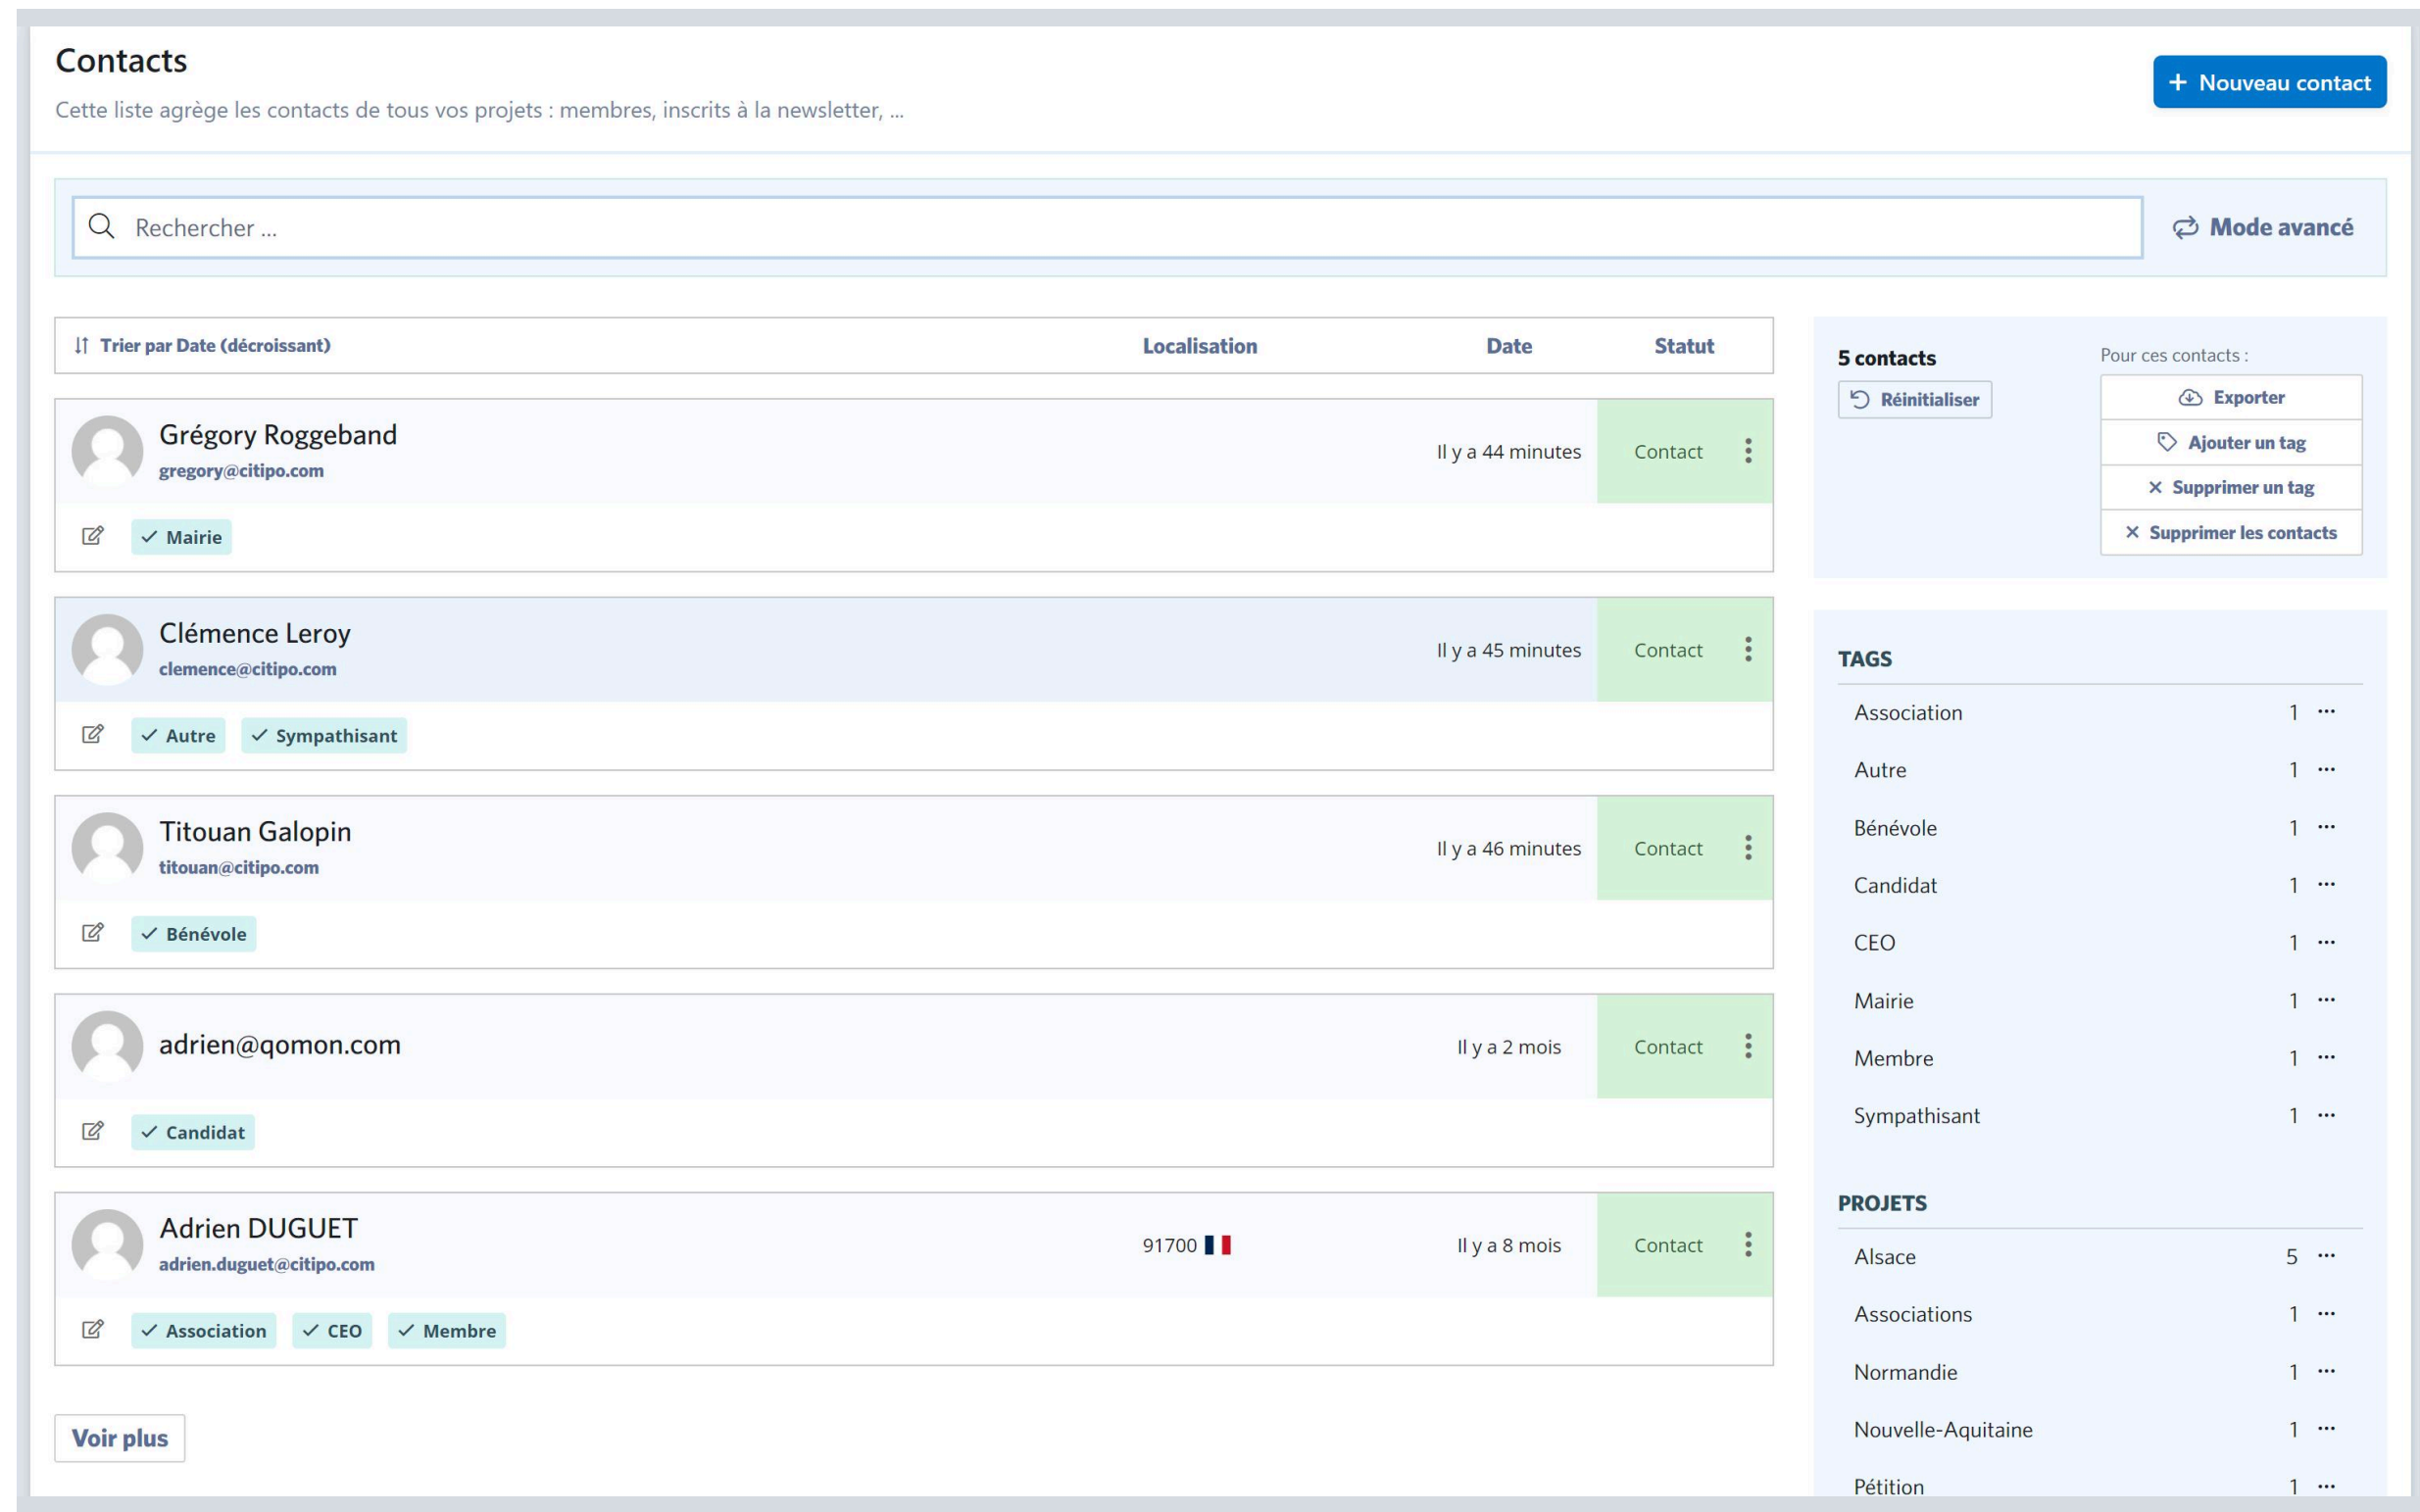 Contacts
Cette liste agrège les contacts de tous vos projets : membres, inscrits à la newsletter, ...
+ Nouveau contact
Rechercher ...
Mode avancé
Trier par Date (décroissant) Localisation Date Statut
Grégory Roggeband
gregory@citipo.com
Il y a 44 minutes Contact
Mairie
Clémence Leroy
clemence@citipo.com
Il y a 45 minutes Contact
Autre Sympathisant
Titouan Galopin
titouan@citipo.com
Il y a 46 minutes Contact
Bénévole
adrien@qomon.com
Il y a 2 mois Contact
Candidat
Adrien DUGUET
adrien.duguet@citipo.com
91700 Il y a 8 mois Contact
Association CEO Membre
Voir plus
5 contacts
Réinitialiser
Pour ces contacts :
Exporter
Ajouter un tag
Supprimer un tag
Supprimer les contacts
TAGS
Association 1 ...
Autre 1 ...
Bénévole 1 ...
Candidat 1 ...
CEO 1 ...
Mairie 1 ...
Membre 1 ...
Sympathisant 1 ...
PROJETS
Alsace 5 ...
Associations 1 ...
Normandie 1 ...
Nouvelle-Aquitaine 1 ...
Pétition 1 ...